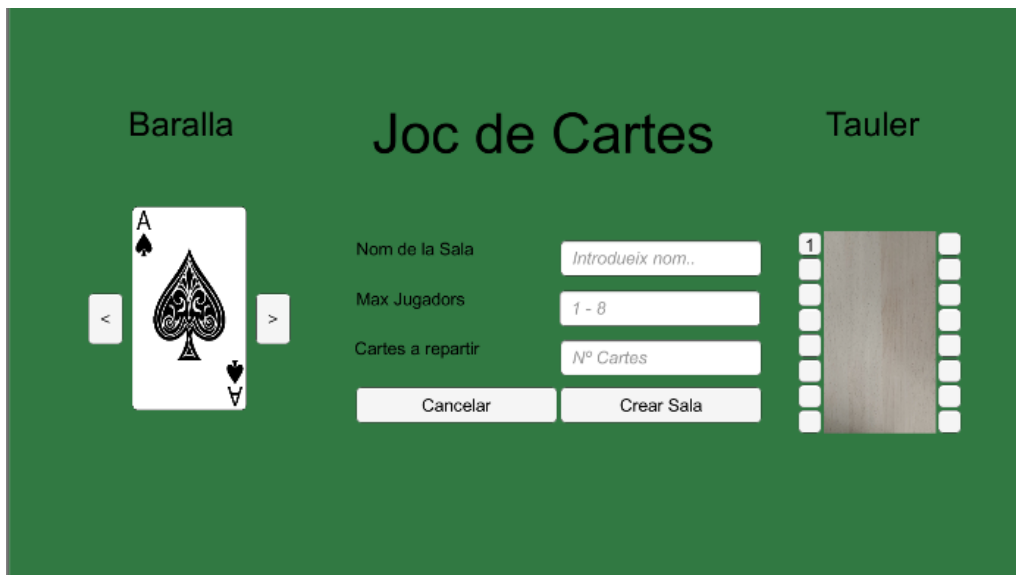 Baralla
Joc de Cartes
Tauler
A
A
<
>
Nom de la Sala
Introdueix nom..
Max Jugadors
1 - 8
Cartes a repartir
Nº Cartes
Cancelar
Crear Sala
1